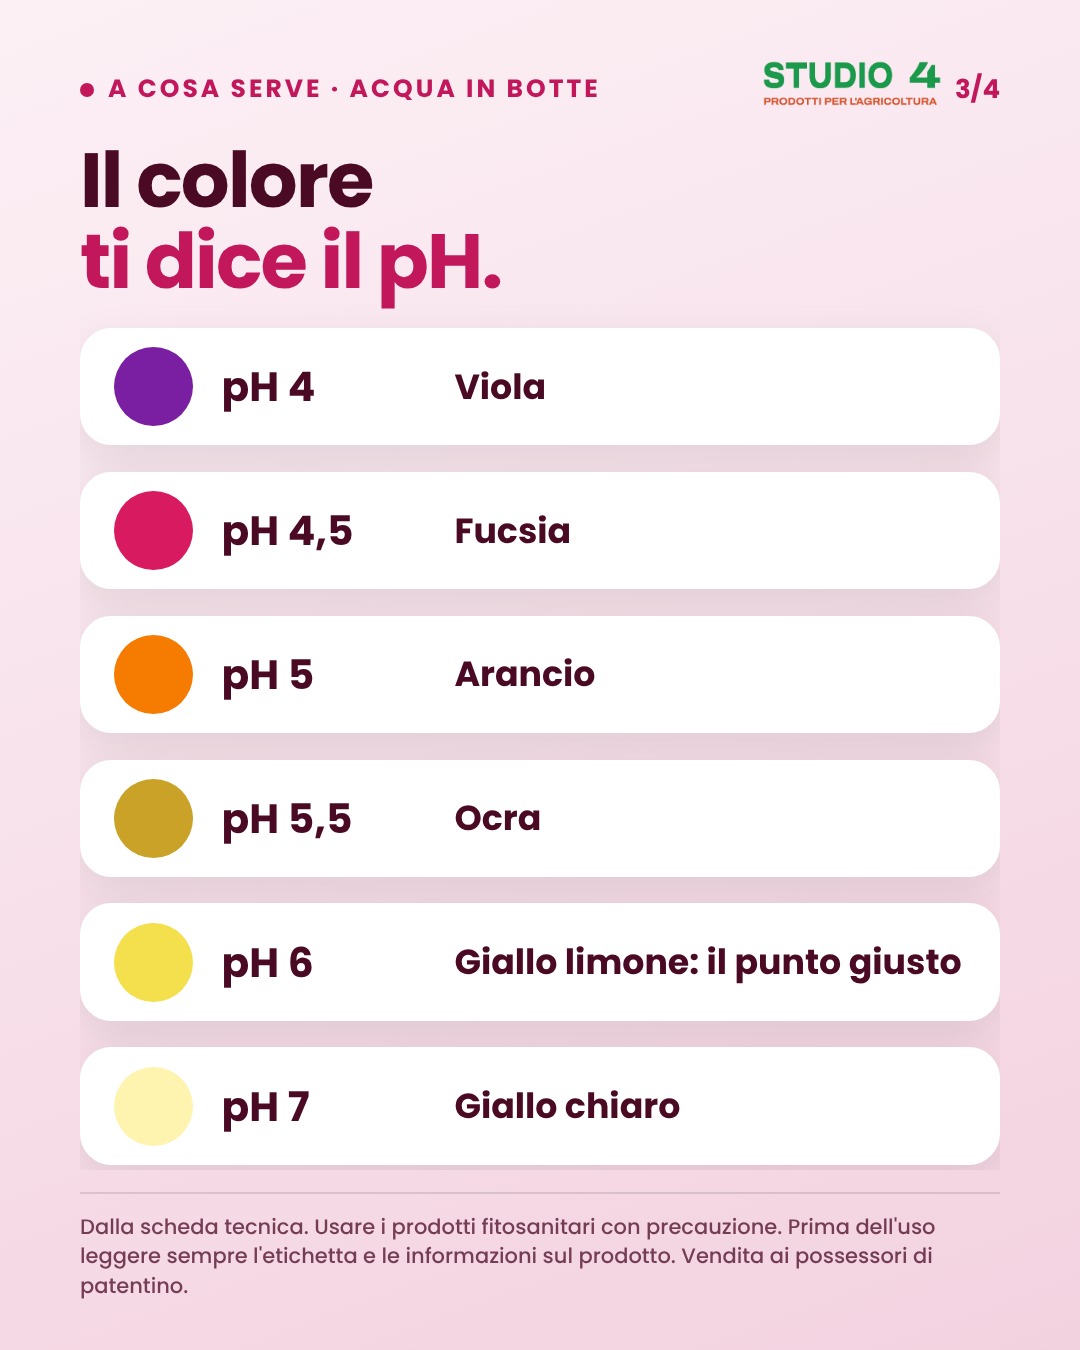 A COSA SERVE · ACQUA IN BOTTE
STUDIO 4
PRODOTTI PER L'AGRICOLTURA
3/4
Il colore
ti dice il pH.
pH 4 Viola
pH 4,5 Fucsia
pH 5 Arancio
pH 5,5 Ocra
pH 6 Giallo limone: il punto giusto
pH 7 Giallo chiaro
Dalla scheda tecnica. Usare i prodotti fitosanitari con precauzione. Prima dell'uso
leggere sempre l'etichetta e le informazioni sul prodotto. Vendita ai possessori di
patentino.